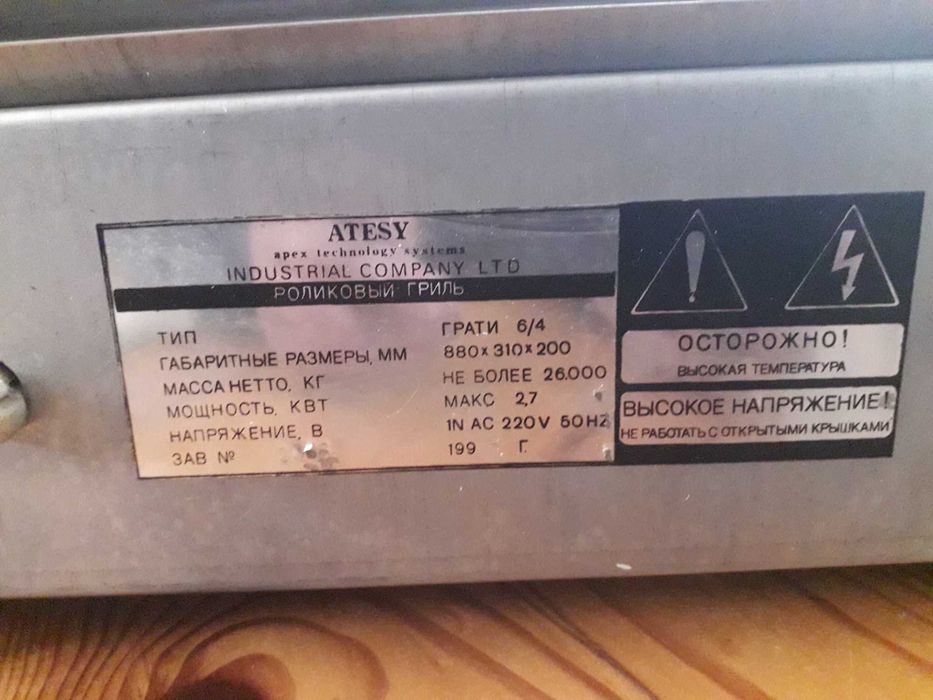 ATESY
apex technology systems
INDUSTRIAL COMPANY LTD
РОЛИКОВЫЙ ГРИЛЬ
ТИП ГРАТИ 6/4
ГАБАРИТНЫЕ РАЗМЕРЫ, ММ 880x310x200
МАССА НЕТТО, КГ НЕ БОЛЕЕ 26.000
МОЩНОСТЬ, КВТ МАКС 2,7
НАПРЯЖЕНИЕ, В 1N AC 220V 50HZ
ЗАВ № 199 Г.
ОСТОРОЖНО!
ВЫСОКАЯ ТЕМПЕРАТУРА
ВЫСОКОЕ НАПРЯЖЕНИЕ!
НЕ РАБОТАТЬ С ОТКРЫТЫМИ КРЫШКАМИ